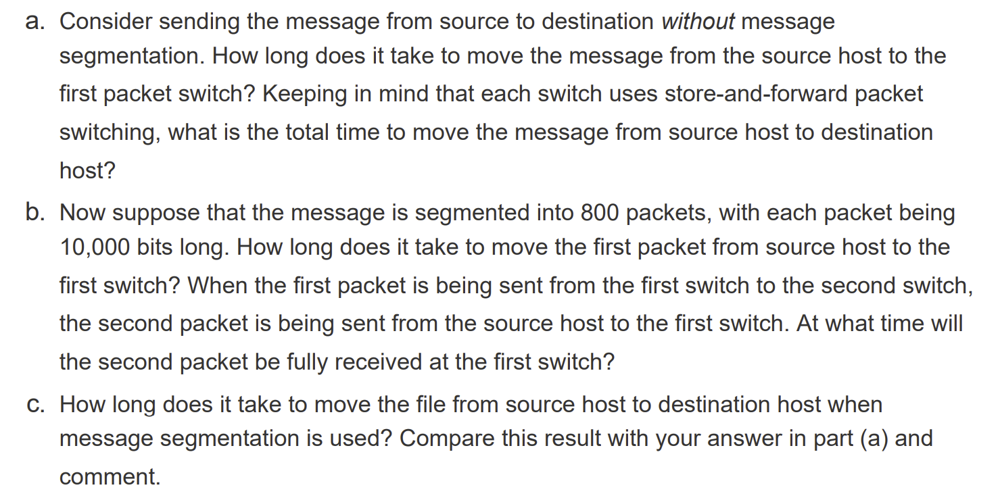 a. Consider sending the message from source to destination without message
segmentation. How long does it take to move the message from the source host to the
first packet switch? Keeping in mind that each switch uses store-and-forward packet
switching, what is the total time to move the message from source host to destination
host?
b. Now suppose that the message is segmented into 800 packets, with each packet being
10,000 bits long. How long does it take to move the first packet from source host to the
first switch? When the first packet is being sent from the first switch to the second switch,
the second packet is being sent from the source host to the first switch. At what time will
the second packet be fully received at the first switch?
c. How long does it take to move the file from source host to destination host when
message segmentation is used? Compare this result with your answer in part (a) and
comment.